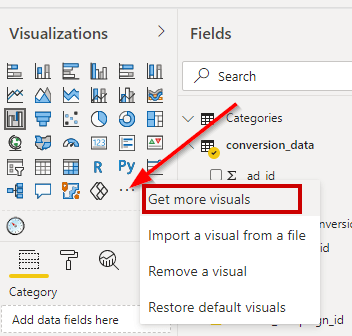 Visualizations
Fields
Search
Categories
conversion_data
ad_id
R
Py
Get more visuals
Import a visual from a file
Remove a visual
Restore default visuals
Category
Add data fields here